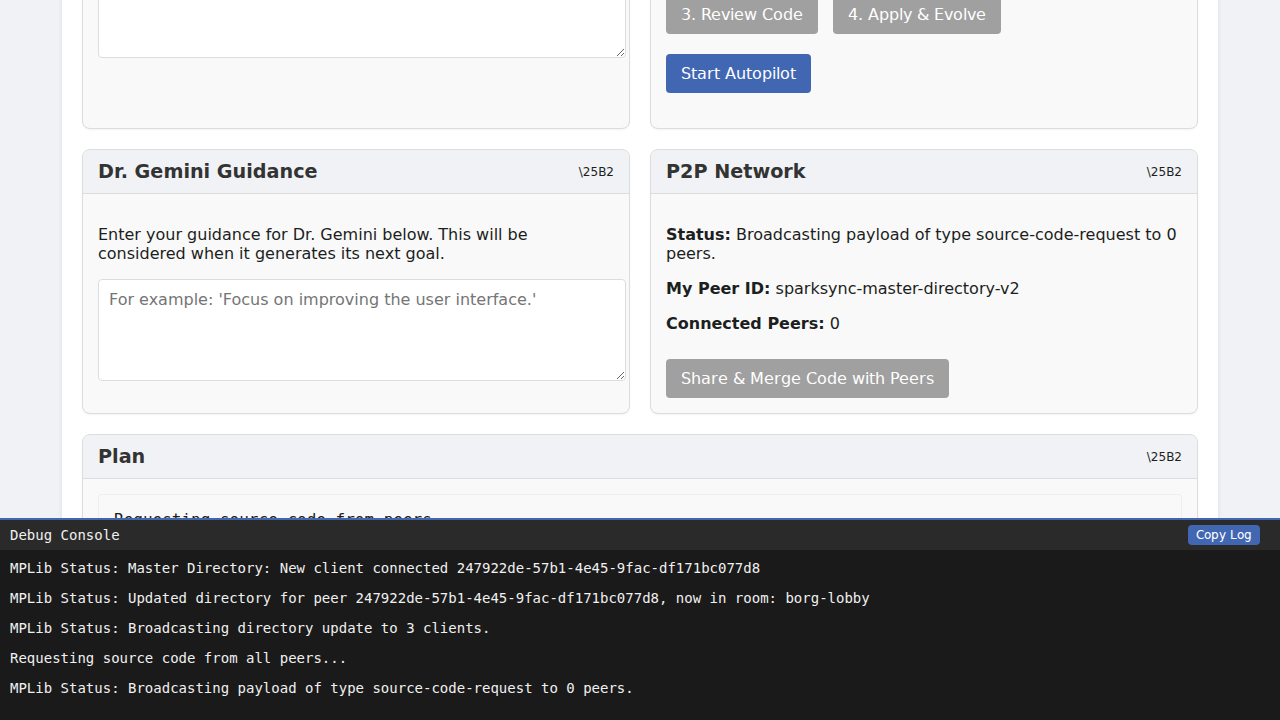 3. Review Code
4. Apply & Evolve
Start Autopilot
Dr. Gemini Guidance
\25B2
Enter your guidance for Dr. Gemini below. This will be
considered when it generates its next goal.
For example: 'Focus on improving the user interface.'
P2P Network
\25B2
Status: Broadcasting payload of type source-code-request to 0
peers.
My Peer ID: sparksync-master-directory-v2
Connected Peers: 0
Share & Merge Code with Peers
Plan
\25B2
Requesting source code from peers
Debug Console
Copy Log
MPLib Status: Master Directory: New client connected 247922de-57b1-4e45-9fac-df171bc077d8
MPLib Status: Updated directory for peer 247922de-57b1-4e45-9fac-df171bc077d8, now in room: borg-lobby
MPLib Status: Broadcasting directory update to 3 clients.
Requesting source code from all peers...
MPLib Status: Broadcasting payload of type source-code-request to 0 peers.